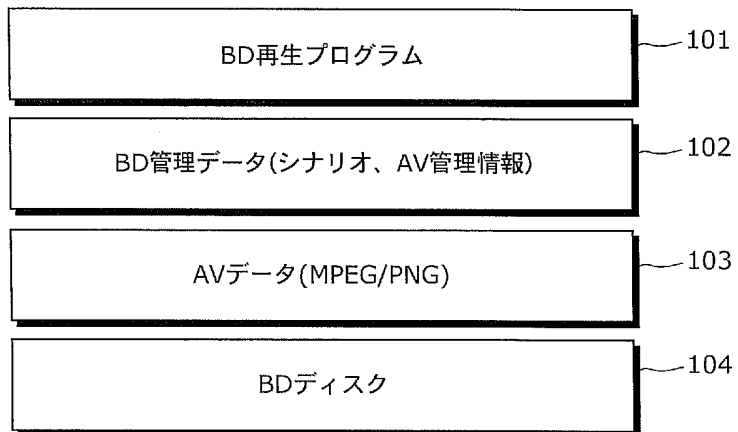 BD再生プログラム
101
BD管理データ(シナリオ、AV管理情報)
102
AVデータ(MPEG/PNG)
103
BDディスク
104